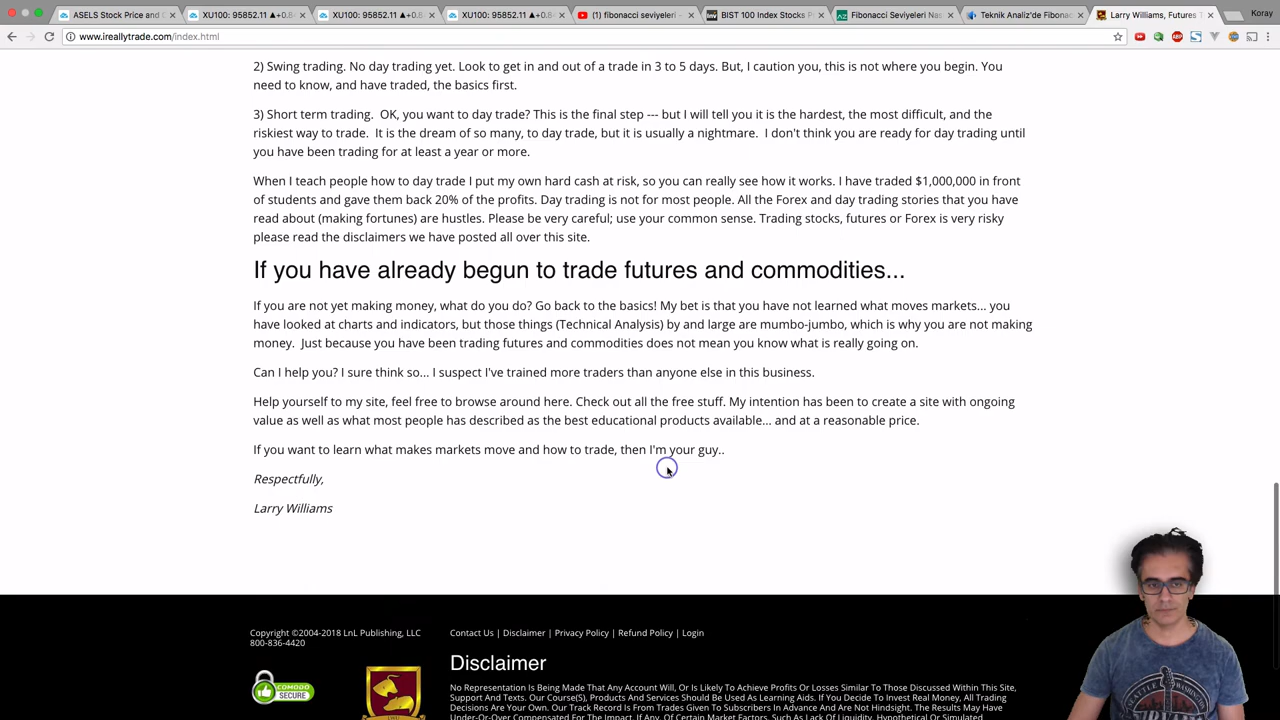 ASELS Stock Price and C
XU100: 95852.11 ▲+0.8
XU100: 95852.11 ▲+0.8
XU100: 95852.11 ▲+0.8
(1) fibonacci seviyeleri -
BIST 100 Index Stocks P
Fibonacci Seviyeleri Nas
Teknik Analiz'de Fibonac
Larry Williams, Futures T
Koray
www.ireallytrade.com/index.html
2) Swing trading. No day trading yet. Look to get in and out of a trade in 3 to 5 days. But, I caution you, this is not where you begin. You
need to know, and have traded, the basics first.
3) Short term trading. OK, you want to day trade? This is the final step --- but I will tell you it is the hardest, the most difficult, and the
riskiest way to trade. It is the dream of so many, to day trade, but it is usually a nightmare. I don't think you are ready for day trading until
you have been trading for at least a year or more.
When I teach people how to day trade I put my own hard cash at risk, so you can really see how it works. I have traded $1,000,000 in front
of students and gave them back 20% of the profits. Day trading is not for most people. All the Forex and day trading stories that you have
read about (making fortunes) are hustles. Please be very careful; use your common sense. Trading stocks, futures or Forex is very risky
please read the disclaimers we have posted all over this site.
If you have already begun to trade futures and commodities...
If you are not yet making money, what do you do? Go back to the basics! My bet is that you have not learned what moves markets... you
have looked at charts and indicators, but those things (Technical Analysis) by and large are mumbo-jumbo, which is why you are not making
money. Just because you have been trading futures and commodities does not mean you know what is really going on.
Can I help you? I sure think so... I suspect I've trained more traders than anyone else in this business.
Help yourself to my site, feel free to browse around here. Check out all the free stuff. My intention has been to create a site with ongoing
value as well as what most people has described as the best educational products available... and at a reasonable price.
If you want to learn what makes markets move and how to trade, then I'm your guy..
Respectfully,
Larry Williams
Copyright ©2004-2018 LnL Publishing, LLC
800-836-4420
Contact Us | Disclaimer | Privacy Policy | Refund Policy | Login
Disclaimer
COMODO
SECURE
No Representation Is Being Made That Any Account Will, Or Is Likely To Achieve Profits Or Losses Similar To Those Discussed Within This Site,
Support And Texts. Our Course(S), Products And Services Should Be Used As Learning Aids. If You Decide To Invest Real Money, All Trading
Decisions Are Your Own. Our Track Record Is From Trades Given To Subscribers In Advance And Are Not Hindsight. The Results May Have
Under-Or-Over Compensated For The Impact, If Any, Of Certain Market Factors, Such As Lack Of Liquidity. Hypothetical Or Simulated